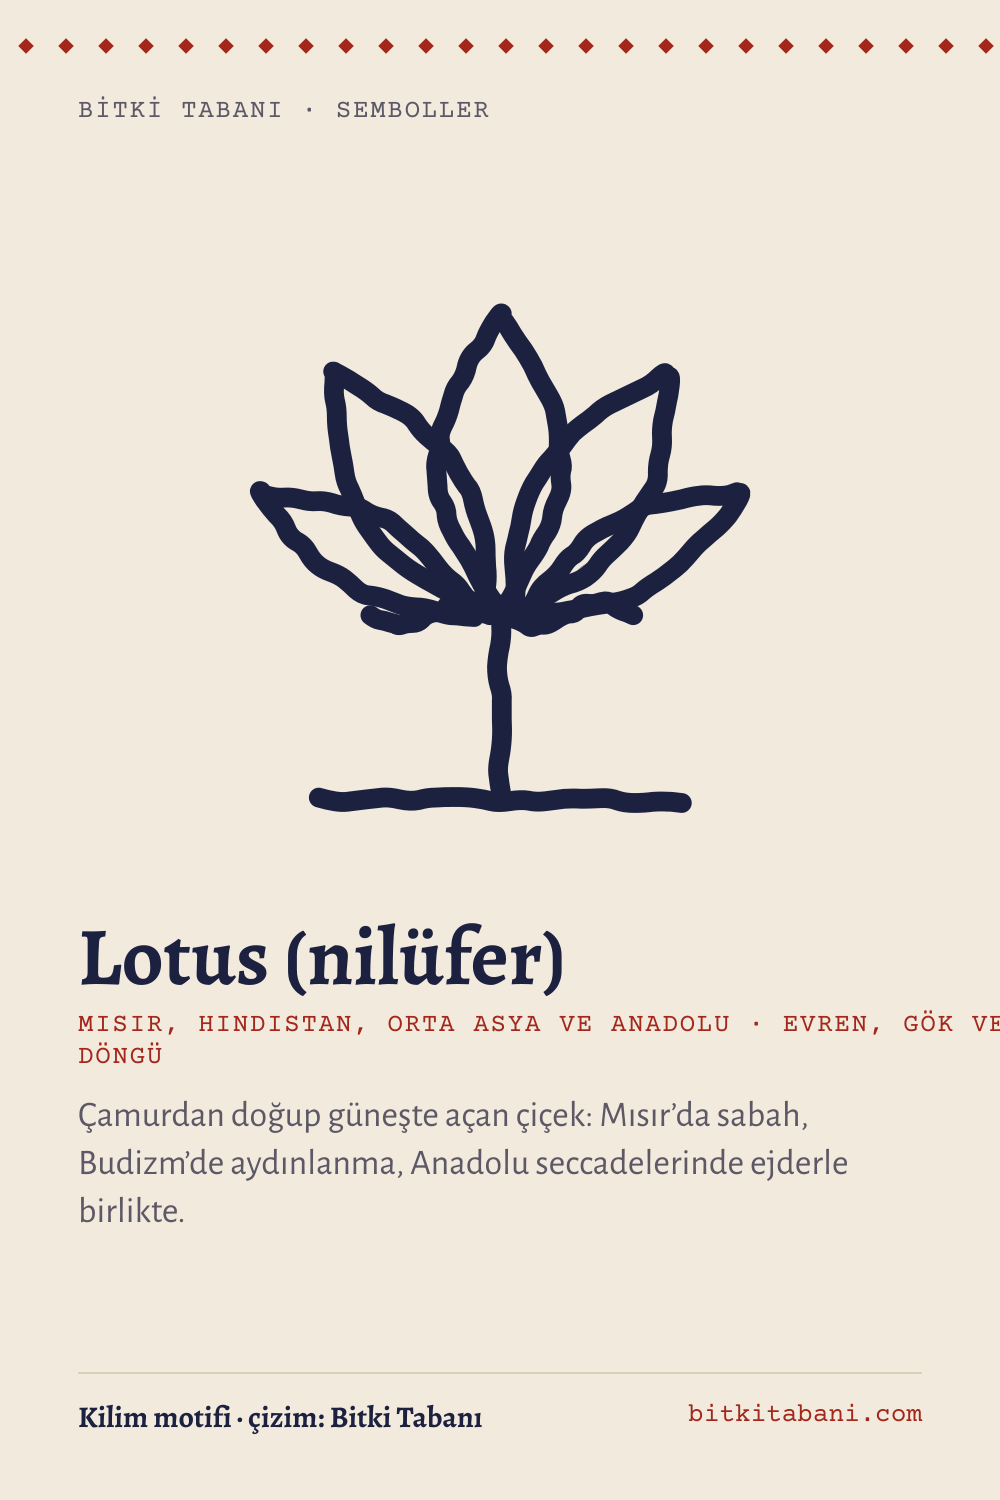 BİTKİ TABANI · SEMBOLLER
Lotus (nilüfer)
MISIR, HINDISTAN, ORTA ASYA VE ANADOLU · EVREN, GÖK VE
DÖNGÜ
Çamurdan doğup güneşte açan çiçek: Mısır’da sabah,
Budizm’de aydınlanma, Anadolu seccadelerinde ejderle
birlikte.
Kilim motifi · çizim: Bitki Tabanı
bitkitabani.com